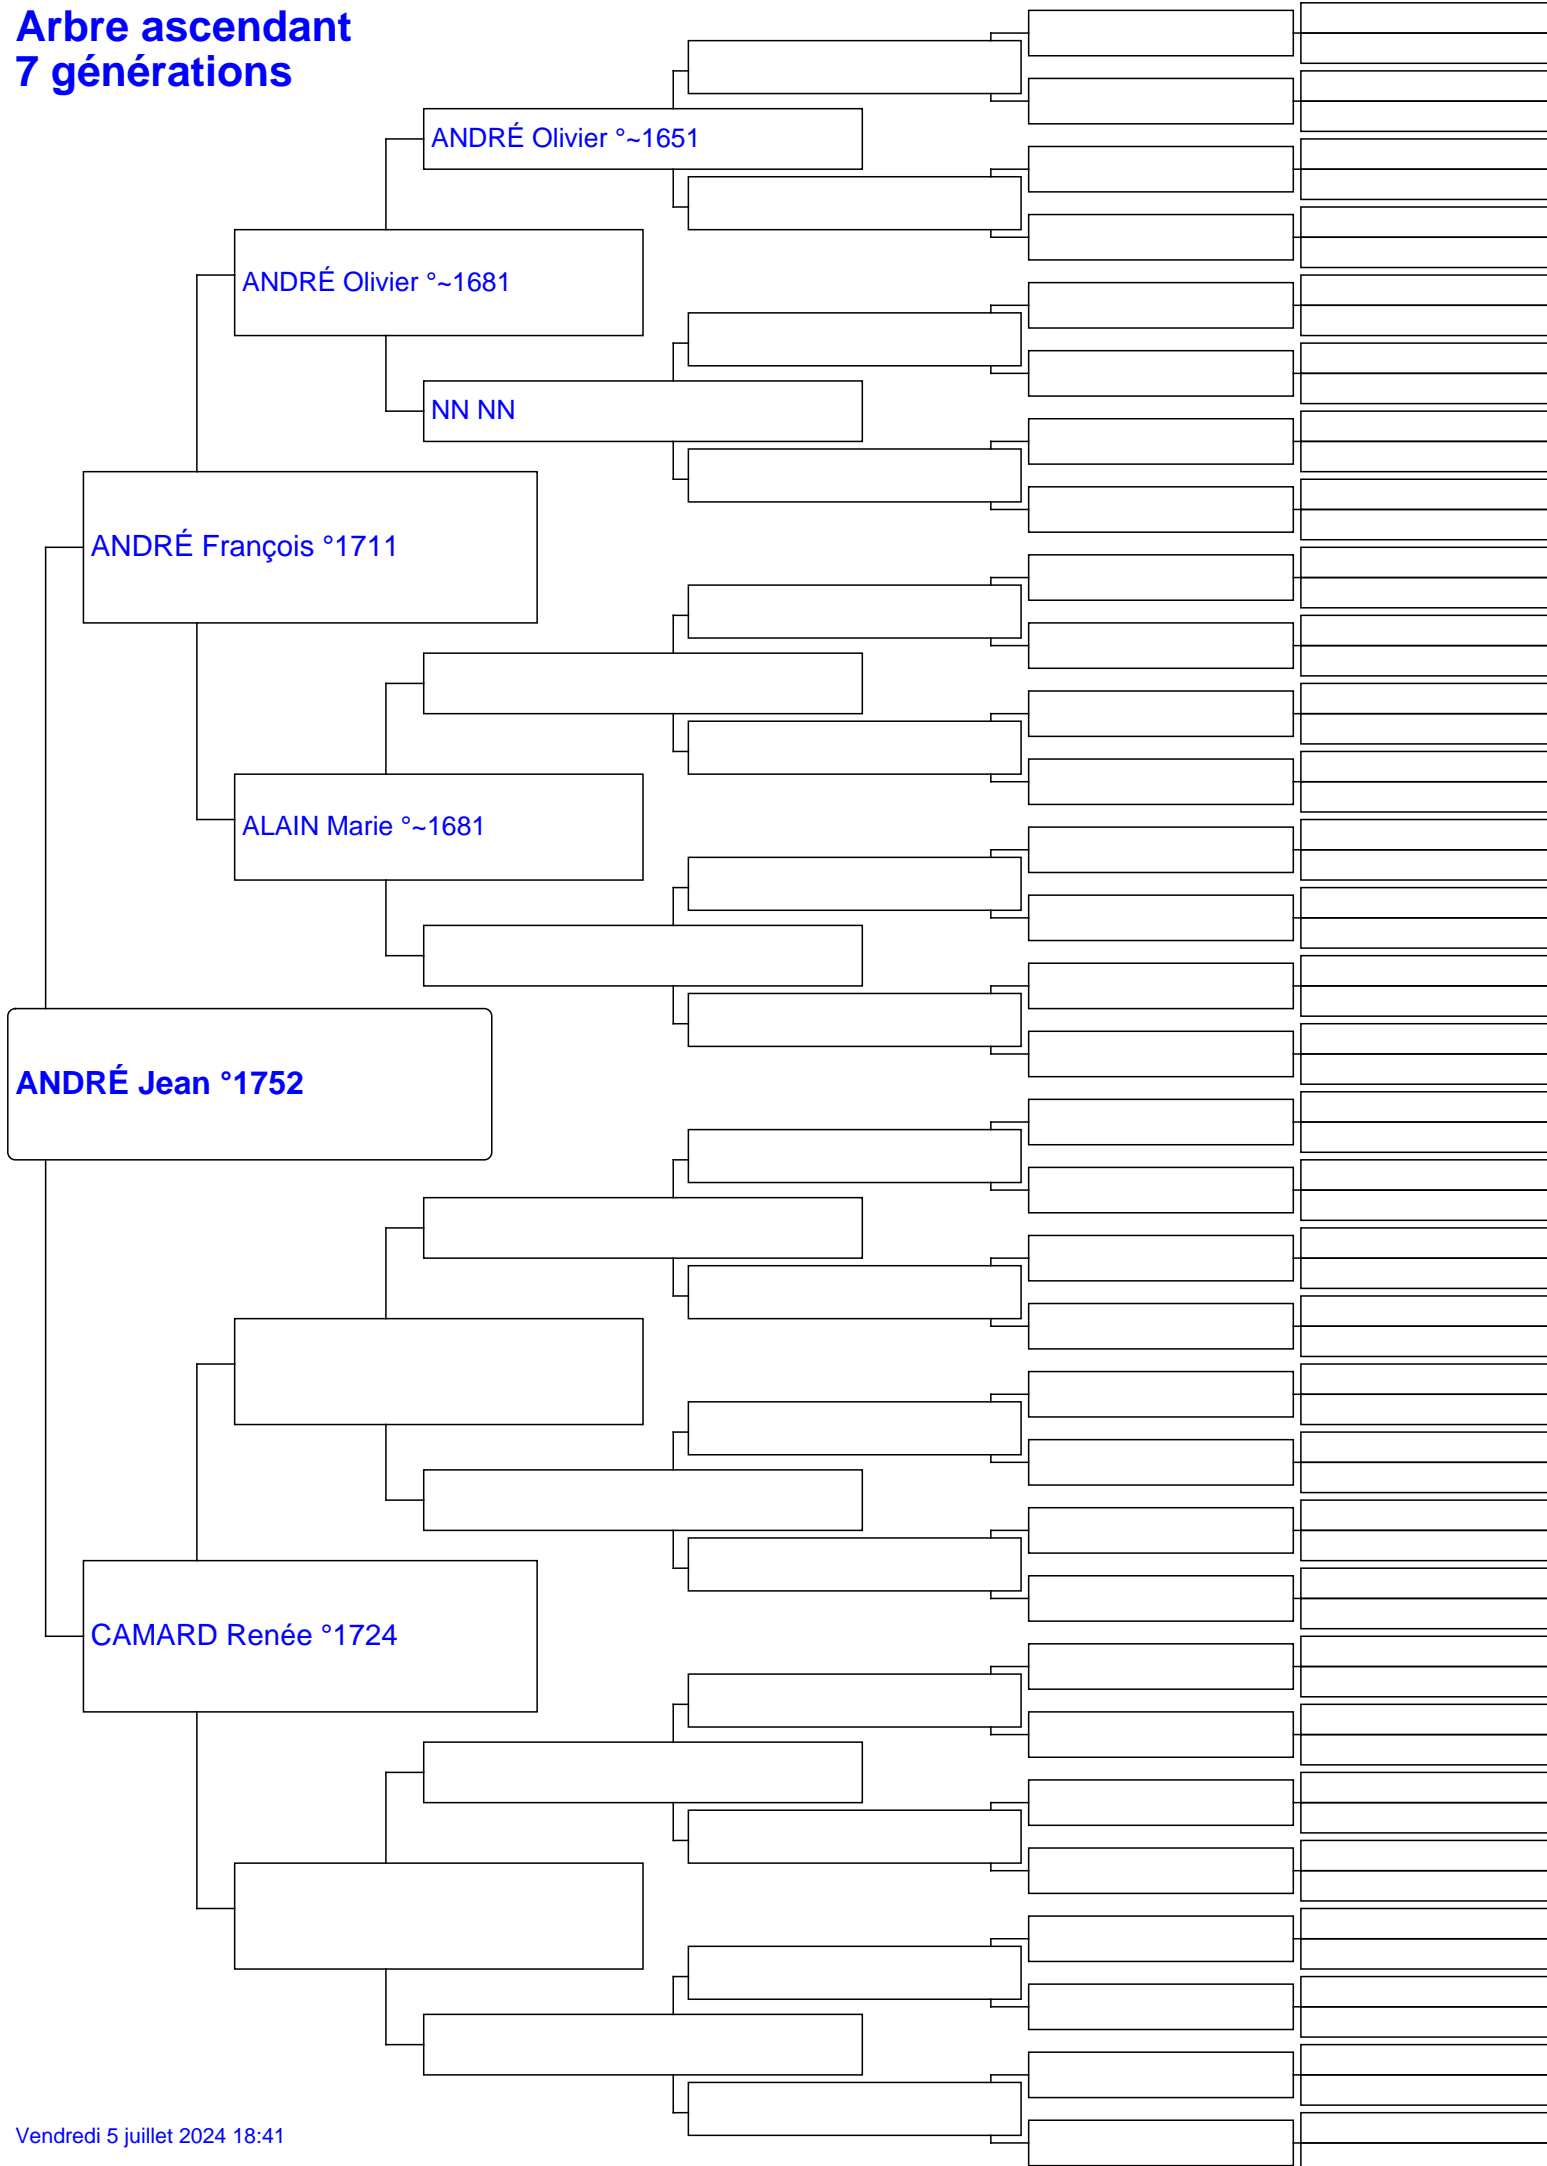 Arbre ascendant
7 générations
ANDRÉ Olivier °~1651
ANDRÉ Olivier °~1681
NN NN
ANDRÉ François °1711
ALAIN Marie °~1681
ANDRÉ Jean °1752
CAMARD Renée °1724
Vendredi 5 juillet 2024 18:41